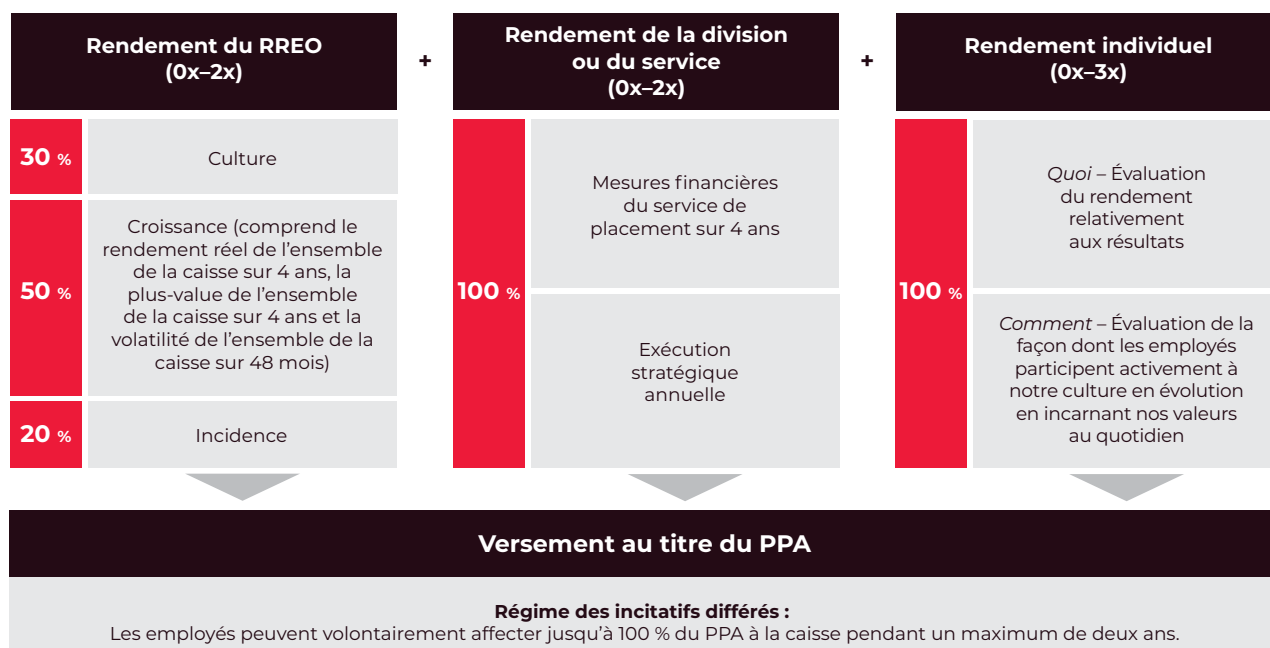 Rendement du RREO
(0x–2x)
+
Rendement de la division
ou du service
(0x–2x)
+
Rendement individuel
(0x–3x)
30 %
Culture
50 %
Croissance (comprend le
rendement réel de l’ensemble
de la caisse sur 4 ans, la
plus-value de l’ensemble
de la caisse sur 4 ans et la
volatilité de l’ensemble de la
caisse sur 48 mois)
20 %
Incidence
100 %
Mesures financières
du service de
placement sur 4 ans
Exécution
stratégique
annuelle
100 %
Quoi – Évaluation
du rendement
relativement
aux résultats
Comment – Évaluation de la
façon dont les employés
participent activement à
notre culture en évolution
en incarnant nos valeurs
au quotidien
Versement au titre du PPA
Régime des incitatifs différés :
Les employés peuvent volontairement affecter jusqu’à 100 % du PPA à la caisse pendant un maximum de deux ans.